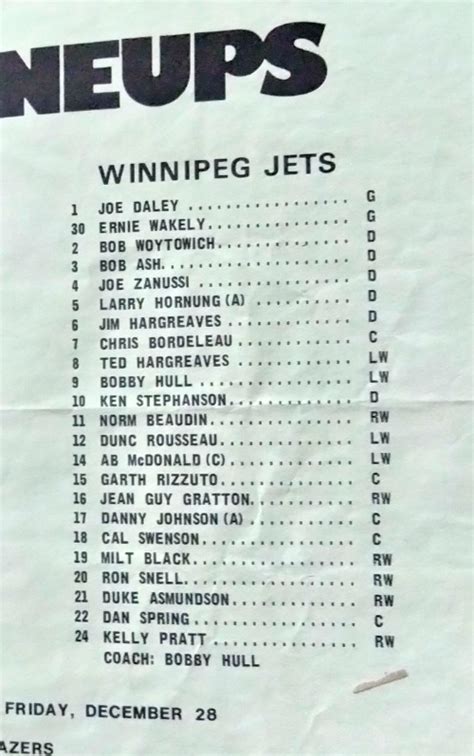 NEUPS
WINNIPEG JETS
1 JOE DALEY ................. G
30 ERNIE WAKELY ............... G
2 BOB WOYTOWICH .............. D
3 BOB ASH .................... D
4 JOE ZANUSSI ................ D
5 LARRY HORNUNG (A) .......... D
6 JIM HARGREAVES ............. D
7 CHRIS BORDELEAU ............ C
8 TED HARGREAVES ............. LW
9 BOBBY HULL ................. LW
10 KEN STEPHANSON ............. D
11 NORM BEAUDIN ............... RW
12 DUNC ROUSSEAU .............. LW
14 AB McDONALD (C) ............ LW
15 GARTH RIZZUTO .............. C
16 JEAN GUY GRATTON ........... RW
17 DANNY JOHNSON (A) .......... C
18 CAL SWENSON ................ C
19 MILT BLACK ................. RW
20 RON SNELL .................. RW
21 DUKE ASMUNDSON ............. RW
22 DAN SPRING ................. C
24 KELLY PRATT ................ RW
COACH: BOBBY HULL
FRIDAY, DECEMBER 28
AZERS